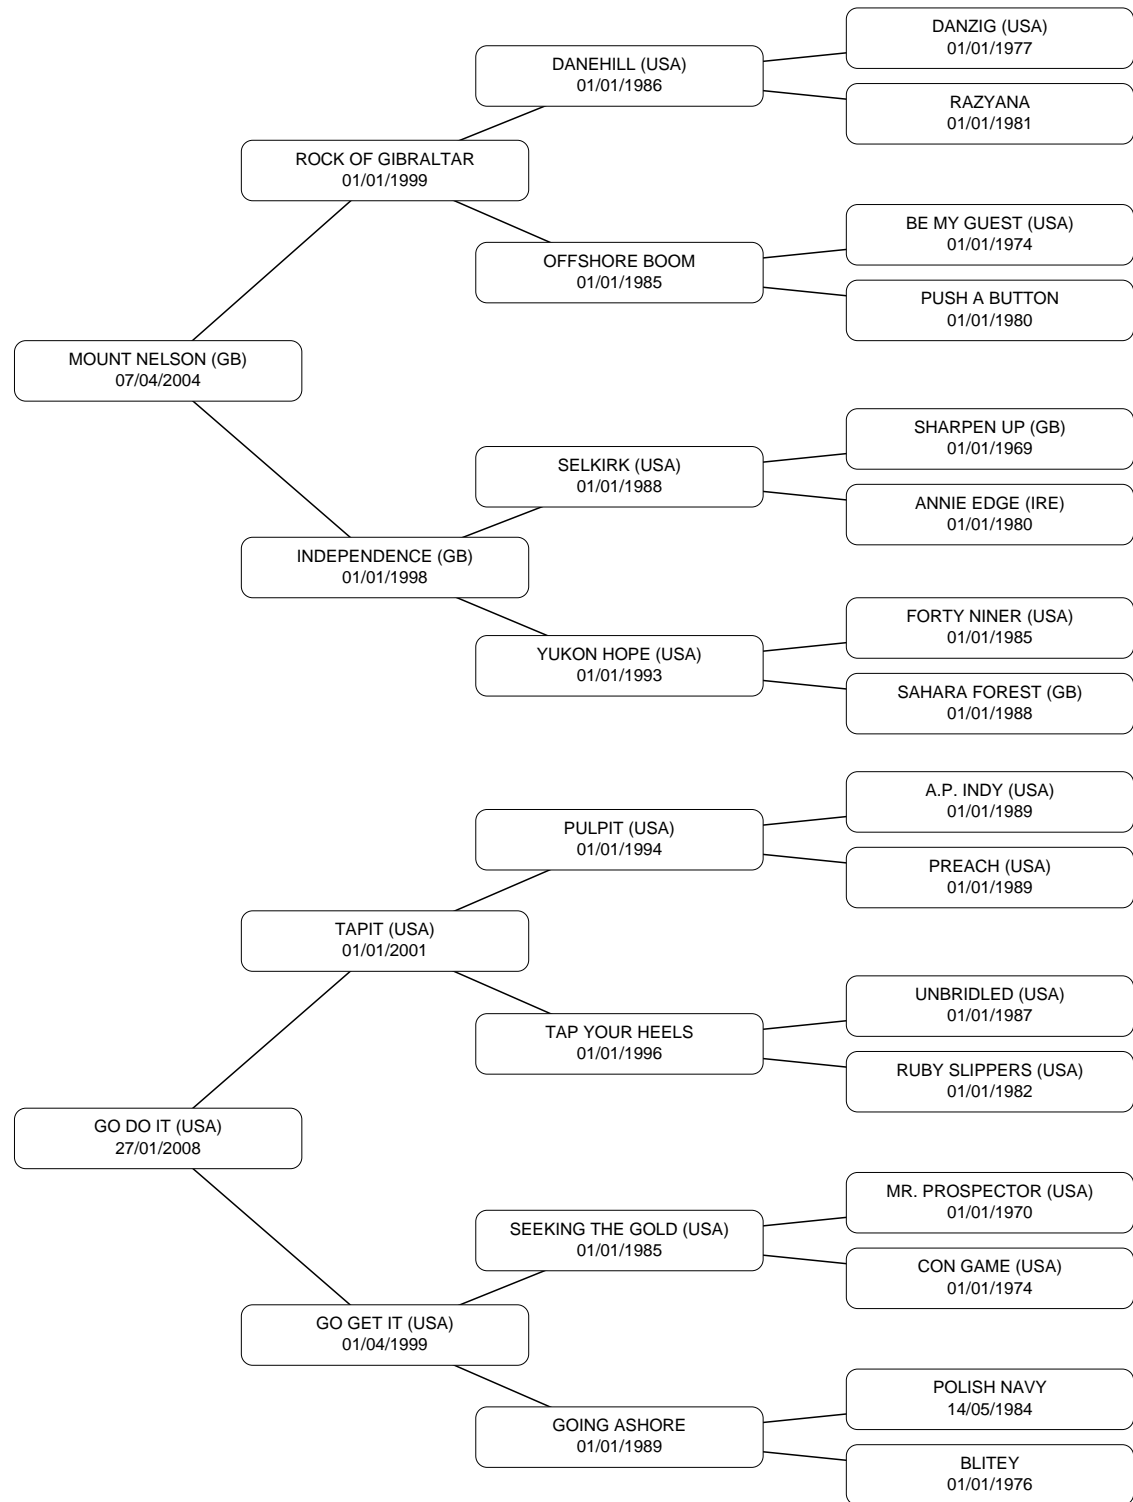 DANZIG (USA)
01/01/1977
DANEHILL (USA)
01/01/1986
RAZYANA
01/01/1981
ROCK OF GIBRALTAR
01/01/1999
BE MY GUEST (USA)
01/01/1974
OFFSHORE BOOM
01/01/1985
PUSH A BUTTON
01/01/1980
MOUNT NELSON (GB)
07/04/2004
SHARPEN UP (GB)
01/01/1969
SELKIRK (USA)
01/01/1988
ANNIE EDGE (IRE)
01/01/1980
INDEPENDENCE (GB)
01/01/1998
FORTY NINER (USA)
01/01/1985
YUKON HOPE (USA)
01/01/1993
SAHARA FOREST (GB)
01/01/1988
A.P. INDY (USA)
01/01/1989
PULPIT (USA)
01/01/1994
PREACH (USA)
01/01/1989
TAPIT (USA)
01/01/2001
UNBRIDLED (USA)
01/01/1987
TAP YOUR HEELS
01/01/1996
RUBY SLIPPERS (USA)
01/01/1982
GO DO IT (USA)
27/01/2008
MR. PROSPECTOR (USA)
01/01/1970
SEEKING THE GOLD (USA)
01/01/1985
CON GAME (USA)
01/01/1974
GO GET IT (USA)
01/04/1999
POLISH NAVY
14/05/1984
GOING ASHORE
01/01/1989
BLITEY
01/01/1976